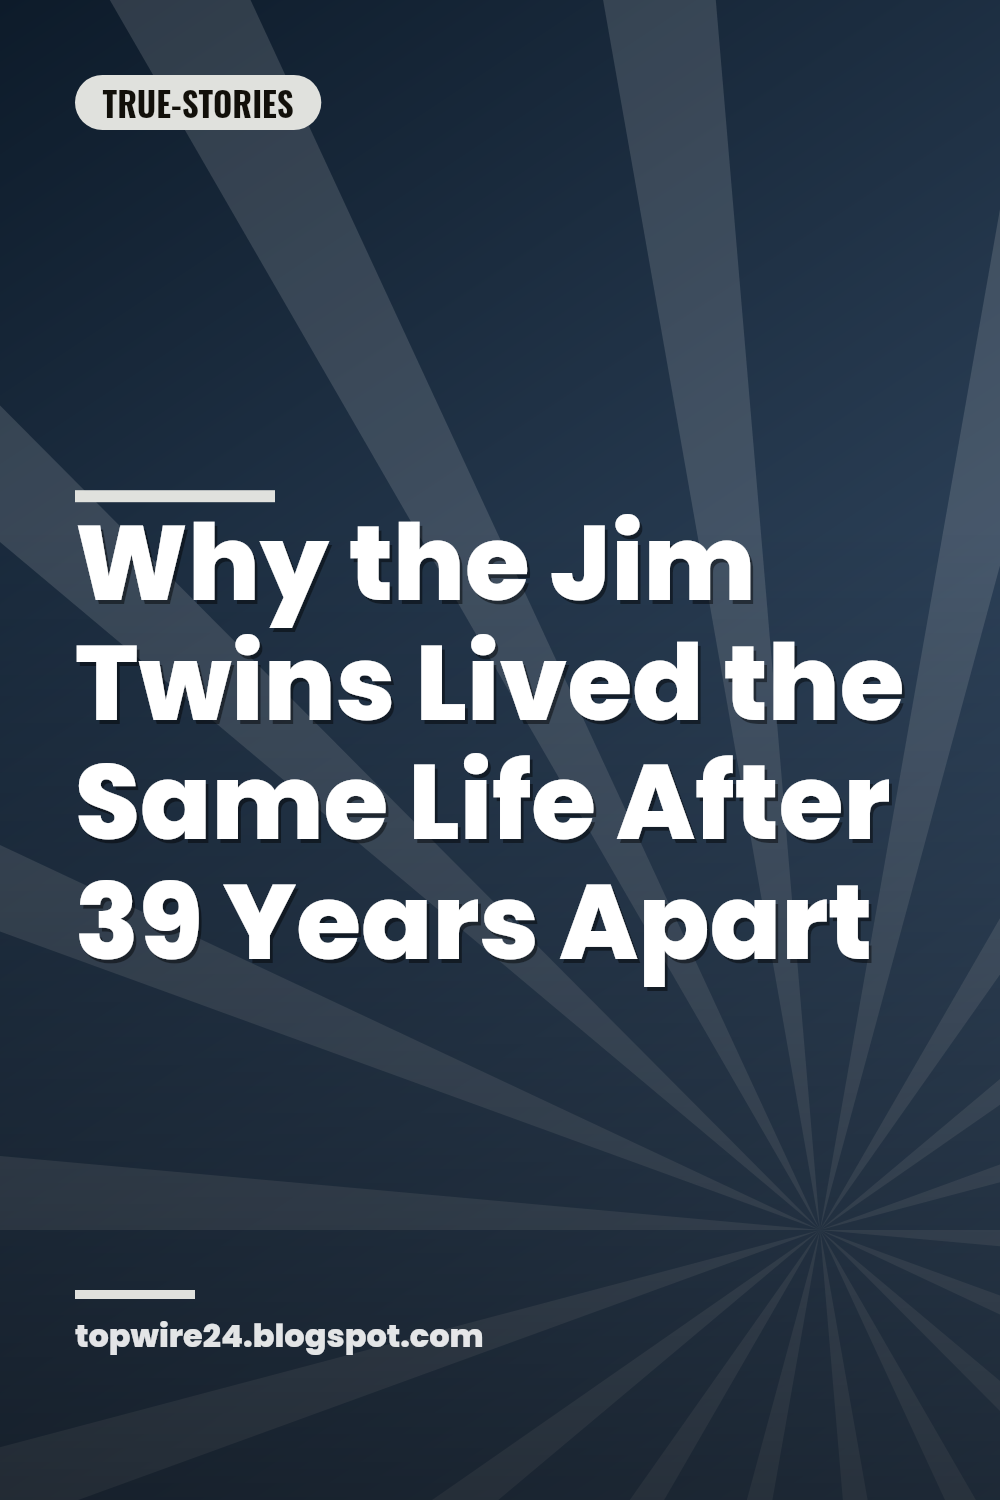 TRUE-STORIES
Why the Jim
Twins Lived the
Same Life After
39 Years Apart
topwire24.blogspot.com